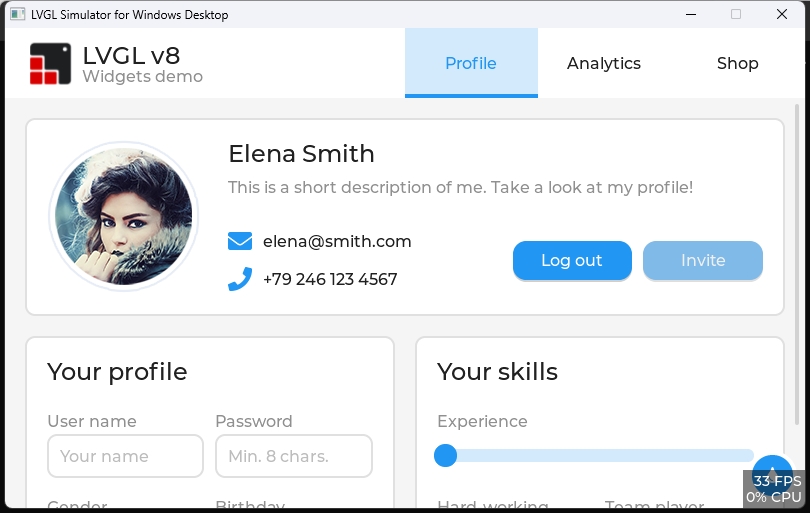 LVGL Simulator for Windows Desktop
LVGL v8
Widgets demo
Profile
Analytics
Shop
Elena Smith
This is a short description of me. Take a look at my profile!
elena@smith.com
+79 246 123 4567
Log out
Invite
Your profile
User name
Password
Your name
Min. 8 chars.
Gender
Birthday
Your skills
Experience
Hard-working
Team player
33 FPS
0% CPU